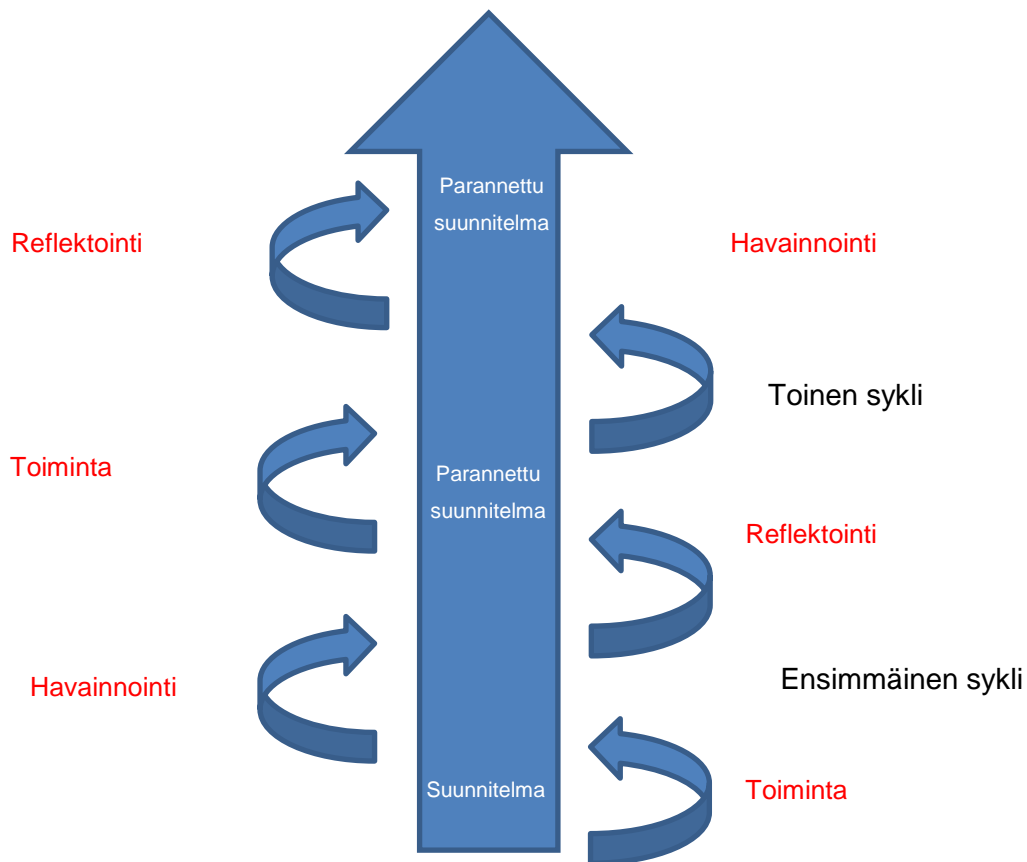 Parannettu
suunnitelma
Reflektointi
Havainnointi
Toinen sykli
Toiminta
Parannettu
suunnitelma
Reflektointi
Havainnointi
Ensimmäinen sykli
Suunnitelma
Toiminta